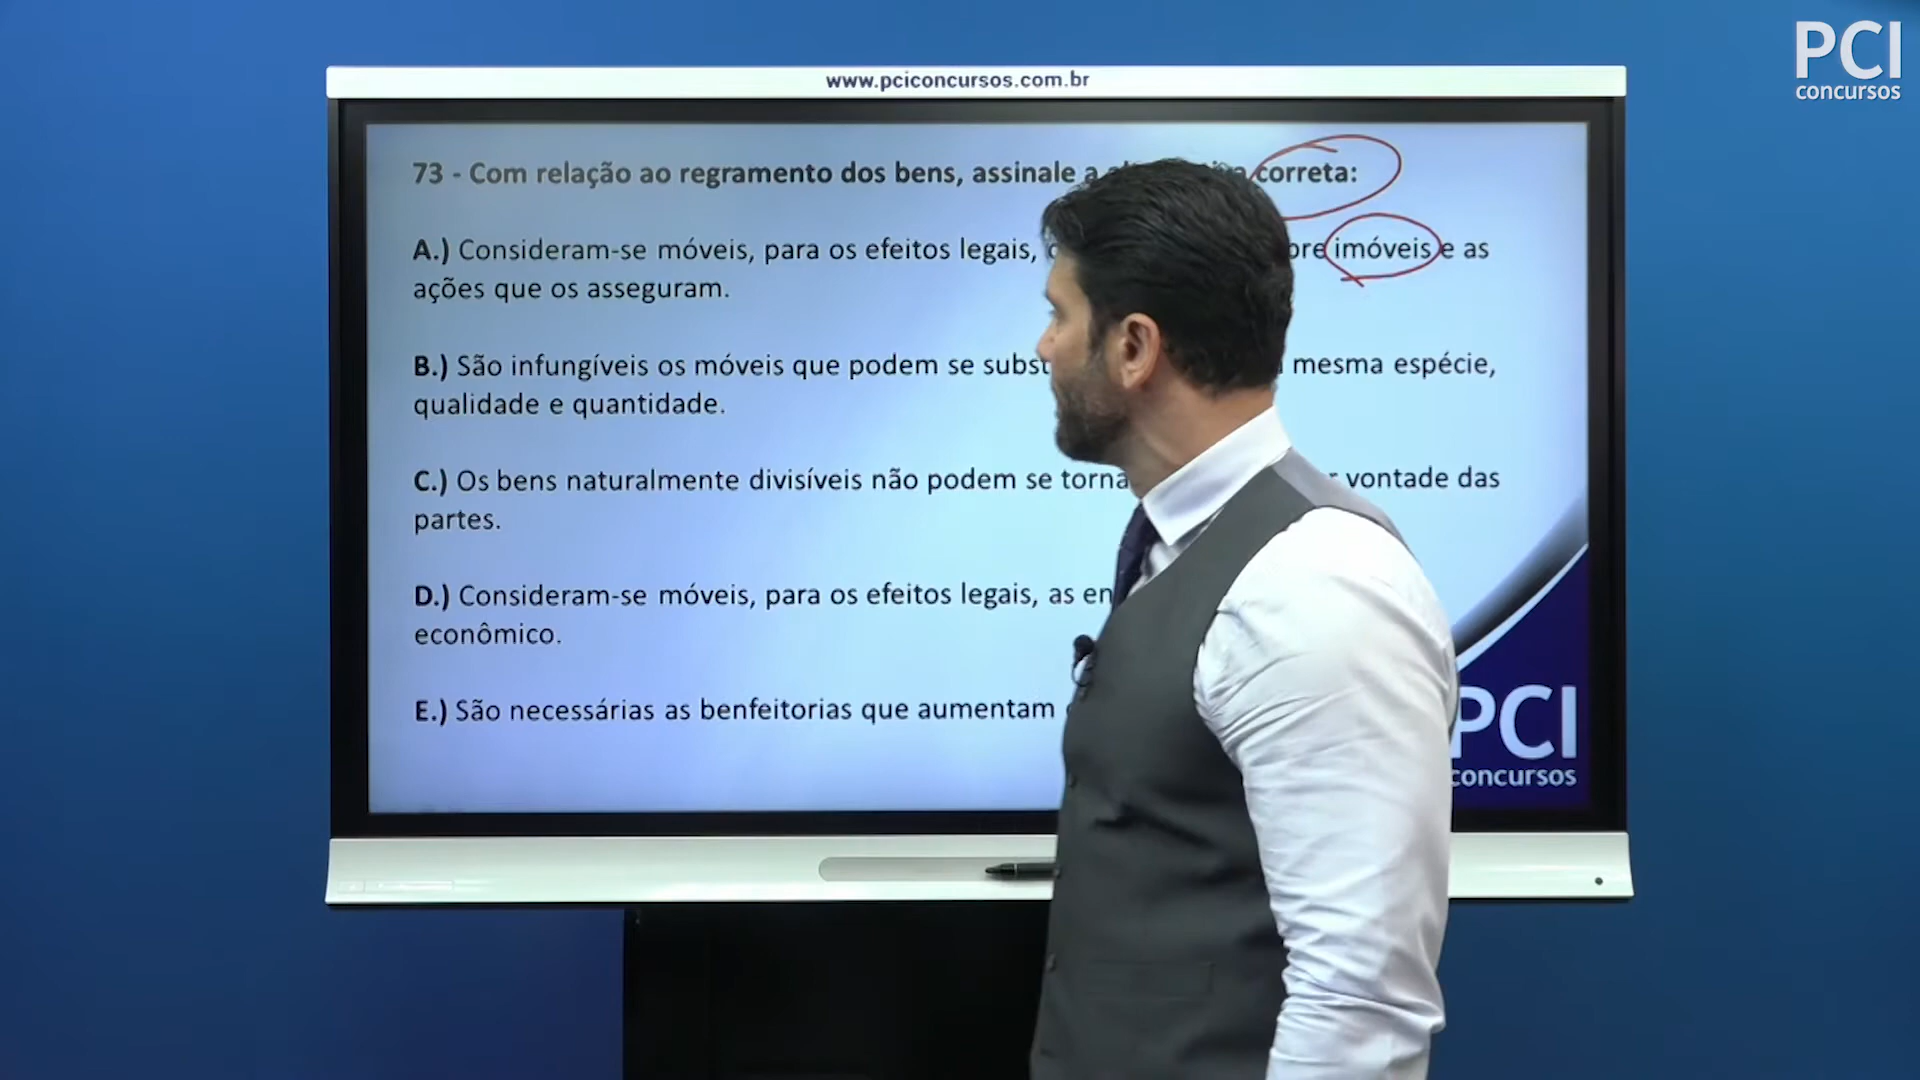 PCI
concursos
www.pciconcursos.com.br
73 - Com relação ao regramento dos bens, assinale a correta:
A.) Consideram-se móveis, para os efeitos legais, imóveis e as
ações que os asseguram.
B.) São infungíveis os móveis que podem se mesma espécie,
qualidade e quantidade.
C.) Os bens naturalmente divisíveis não podem se vontade das
partes.
D.) Consideram-se móveis, para os efeitos legais, as
econômico.
E.) São necessárias as benfeitorias que aumentam
PCI
concursos